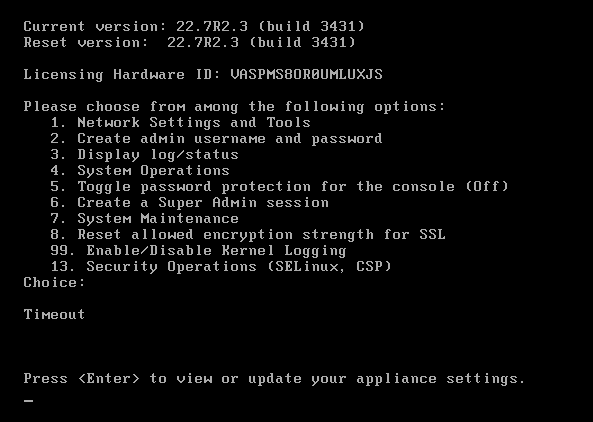 Current version: 22.7R2.3 (build 3431)
Reset version:  22.7R2.3 (build 3431)
Licensing Hardware ID: VASPMS8OR0UMLUXJS
Please choose from among the following options:
1. Network Settings and Tools
2. Create admin username and password
3. Display log/status
4. System Operations
5. Toggle password protection for the console (Off)
6. Create a Super Admin session
7. System Maintenance
8. Reset allowed encryption strength for SSL
99. Enable/Disable Kernel Logging
13. Security Operations (SELinux, CSP)
Choice:
Timeout
Press <Enter> to view or update your appliance settings.
_